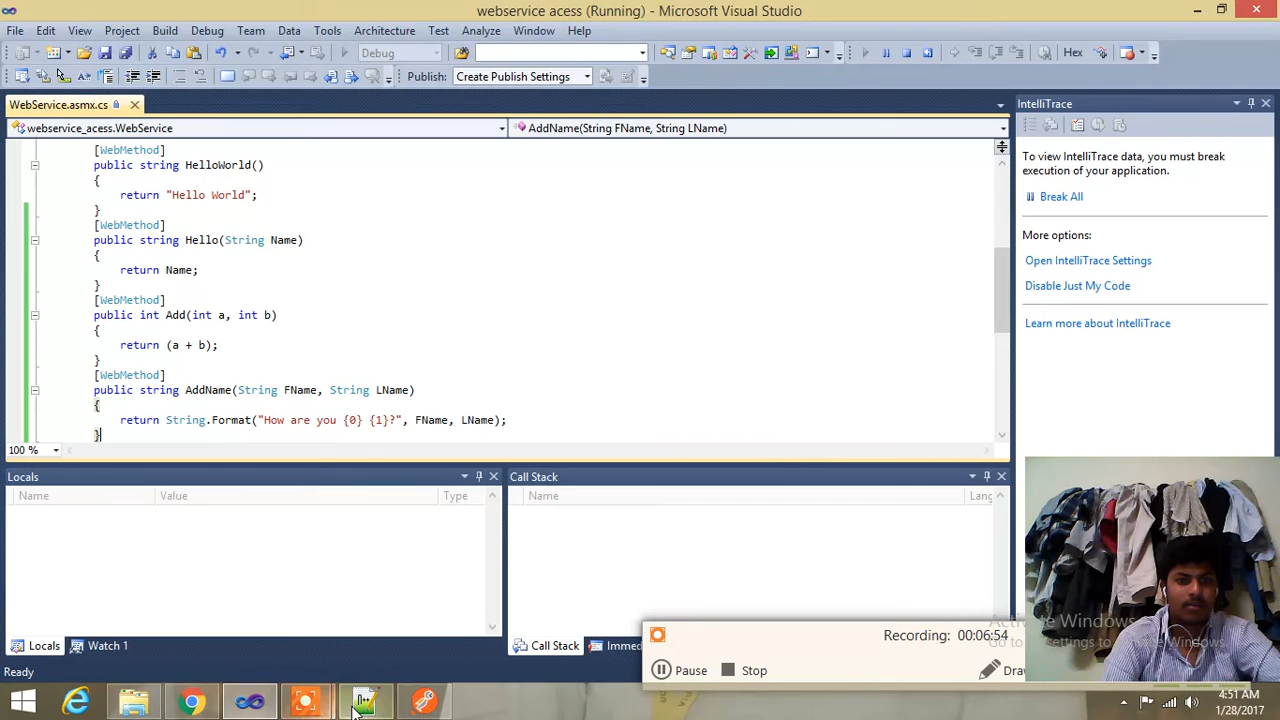 webservice acess (Running) - Microsoft Visual Studio
File Edit View Project Build Debug Team Data Tools Architecture Test Analyze Window Help
Debug Hex
Publish: Create Publish Settings
WebService.asmx.cs
webservice_acess.WebService
AddName(String FName, String LName)
[WebMethod]
public string HelloWorld()
{
return "Hello World";
}
[WebMethod]
public string Hello(String Name)
{
return Name;
}
[WebMethod]
public int Add(int a, int b)
{
return (a + b);
}
[WebMethod]
public string AddName(String FName, String LName)
{
return String.Format("How are you {0} {1}?", FName, LName);
}
100 %
IntelliTrace
To view IntelliTrace data, you must break
execution of your application.
Break All
More options:
Open IntelliTrace Settings
Disable Just My Code
Learn more about IntelliTrace
Locals
Name Value Type
Locals Watch 1
Call Stack
Name Lang
Call Stack Immed
Recording: 00:06:54
Pause Stop Draw
Activate Windows
Go to settings to activate Windows.
Ready
4:51 AM
1/28/2017